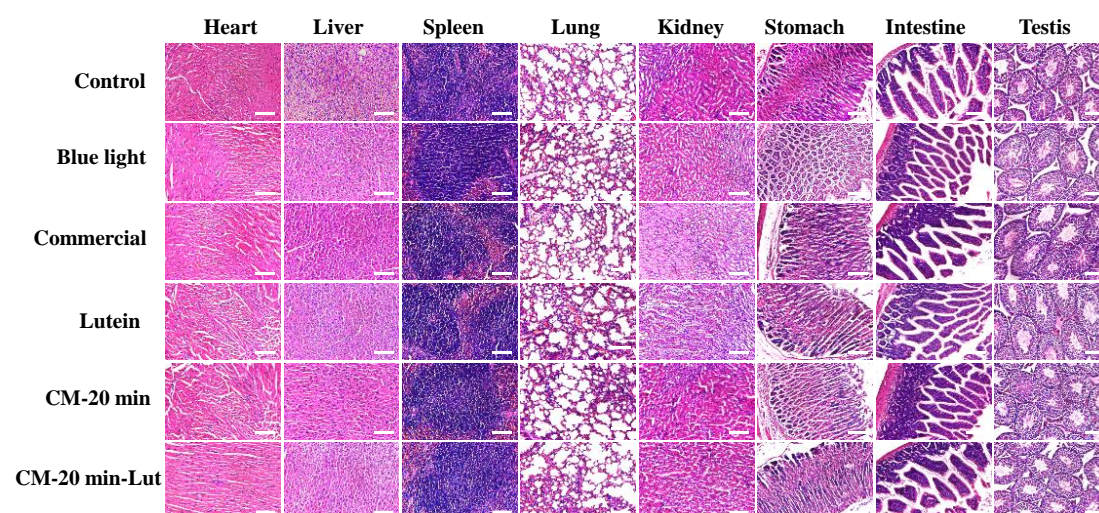 Heart Liver Spleen Lung Kidney Stomach Intestine Testis
Control
Blue light
Commercial
Lutein
CM-20 min
CM-20 min-Lut